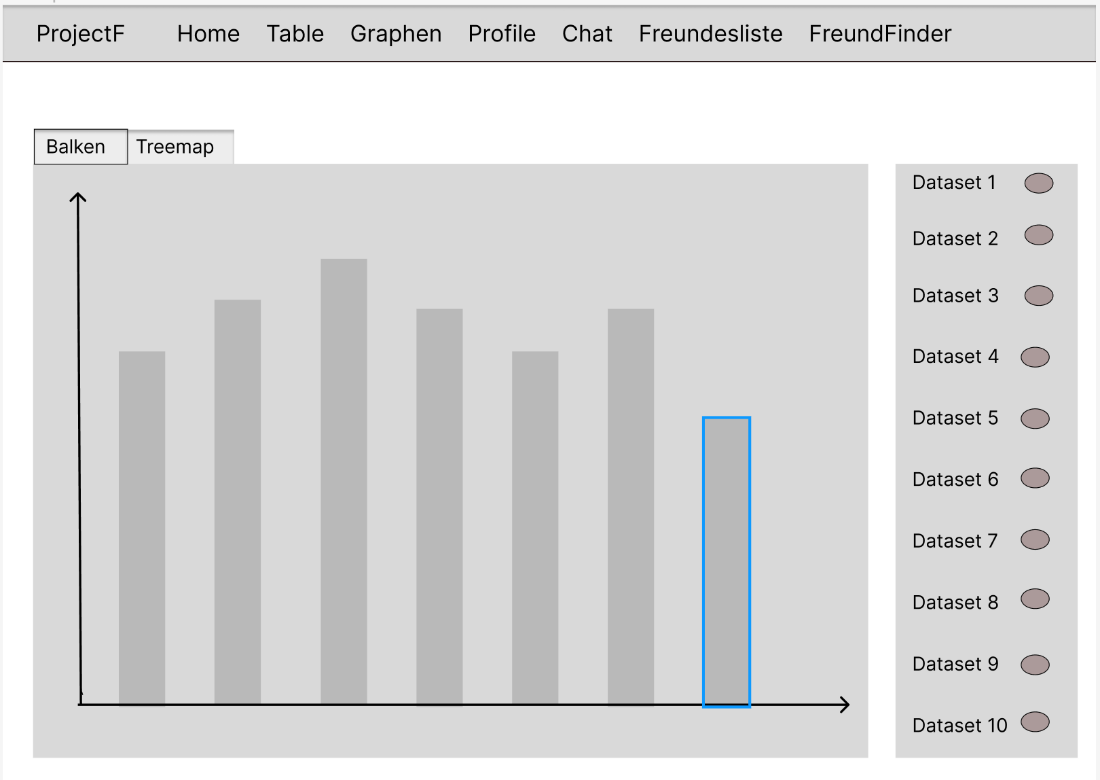 ProjectF Home Table Graphen Profile Chat Freundesliste FreundFinder
Balken Treemap
Dataset 1
Dataset 2
Dataset 3
Dataset 4
Dataset 5
Dataset 6
Dataset 7
Dataset 8
Dataset 9
Dataset 10